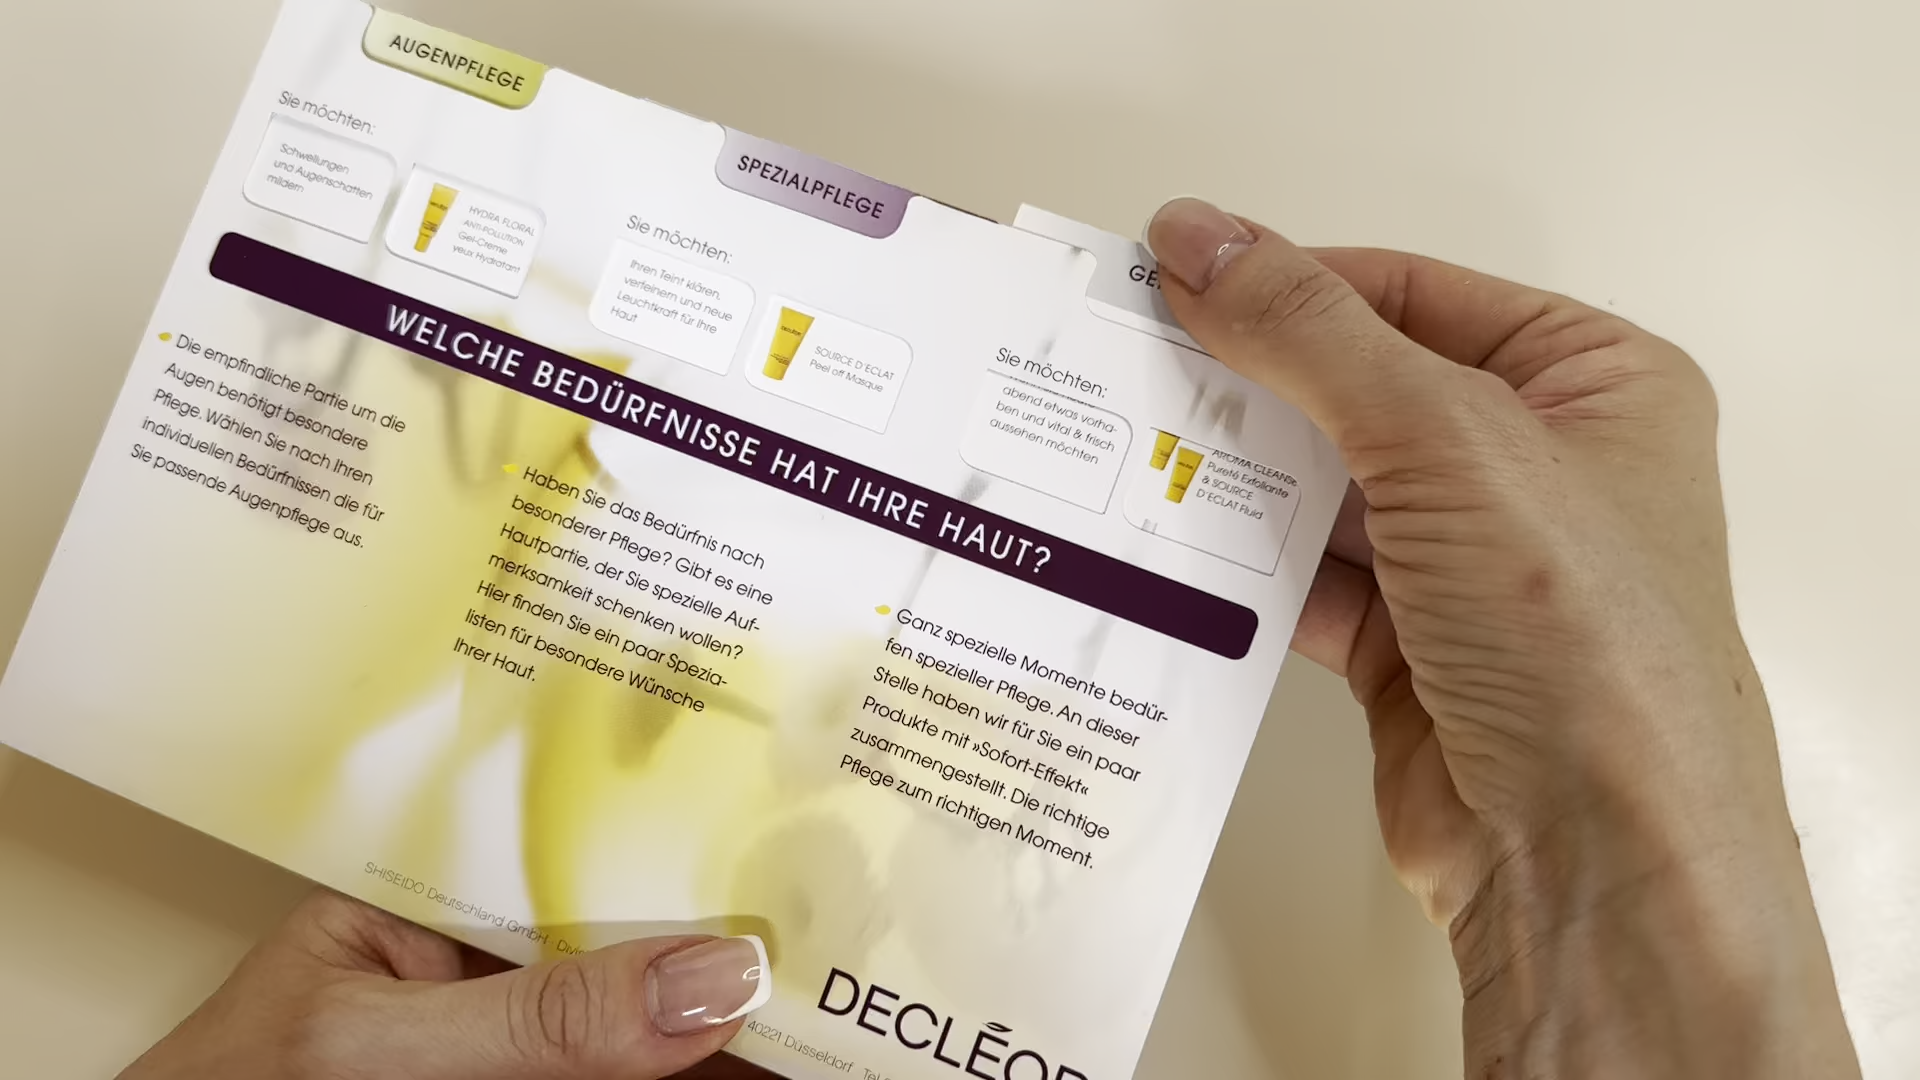 AUGENPFLEGE
Sie möchten:
Schwellungen
und Augenschatten
mildern
HYDRA FLORAL
ANTI-POLLUTION
Gel-Creme
yeux Hydratant
SPEZIALPFLEGE
Sie möchten:
Ihren Teint klären,
verfeinern und neue
Leuchtkraft für Ihre
Haut
SOURCE D'ECLAT
Peel off Masque
Sie möchten:
abend etwas vorha-
ben und vital & frisch
aussehen möchten
AROMA CLEANSE
Pureté Exfoliante
& SOURCE
D'ECLAT Fluid
WELCHE BEDÜRFNISSE HAT IHRE HAUT?
Die empfindliche Partie um die
Augen benötigt besondere
Pflege. Wählen Sie nach Ihren
individuellen Bedürfnissen die für
Sie passende Augenpflege aus.
Haben Sie das Bedürfnis nach
besonderer Pflege? Gibt es eine
Hautpartie, der Sie spezielle Auf-
merksamkeit schenken wollen?
Hier finden Sie ein paar Spezia-
listen für besondere Wünsche
Ihrer Haut.
Ganz spezielle Momente bedür-
fen spezieller Pflege. An dieser
Stelle haben wir für Sie ein paar
Produkte mit »Sofort-Effekt«
zusammengestellt. Die richtige
Pflege zum richtigen Moment.
SHISEIDO Deutschland GmbH
40221 Düsseldorf
DECLÉOR